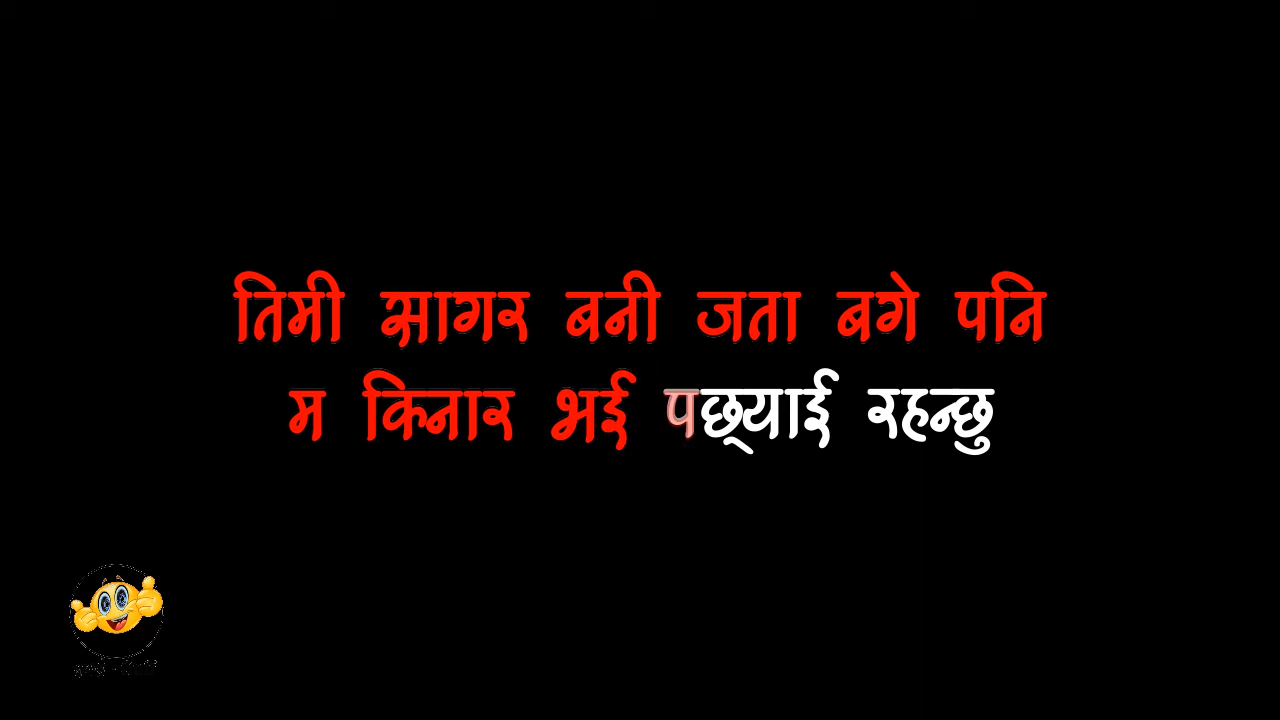 तिमी सागर बनी जता बगे पनि
म किनार भई पछ्याई रहन्छु